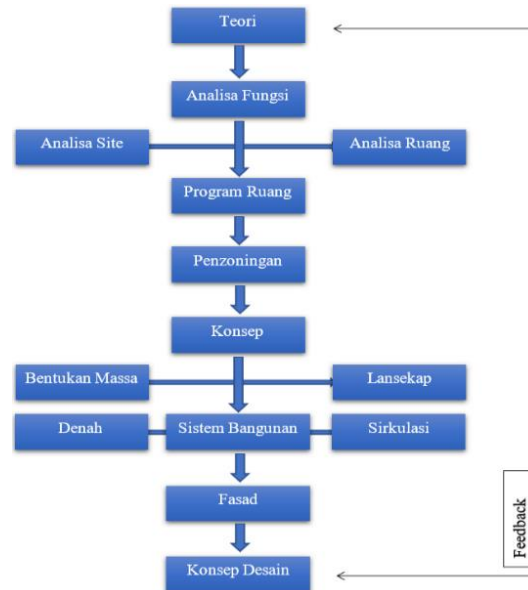 Teori
Analisa Fungsi
Analisa Site
Analisa Ruang
Program Ruang
Penzoningan
Konsep
Bentukan Massa
Lansekap
Denah
Sistem Bangunan
Sirkulasi
Fasad
Feedback
Konsep Desain